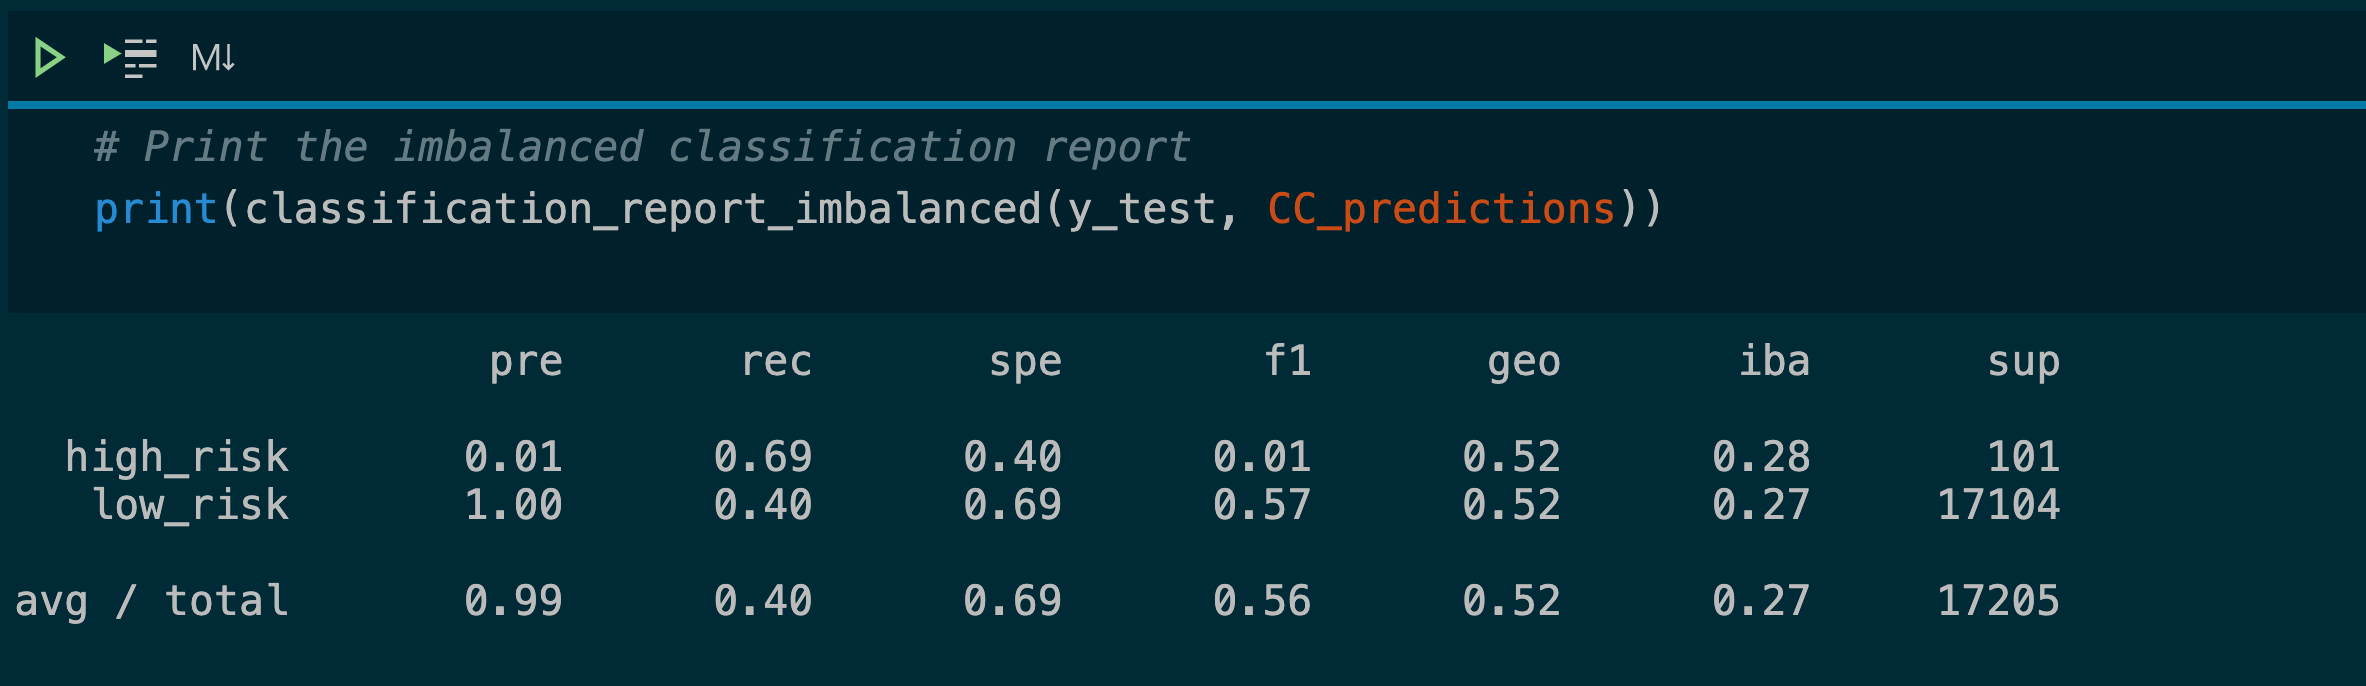 M↓
# Print the imbalanced classification report
print(classification_report_imbalanced(y_test, CC_predictions))
pre rec spe f1 geo iba sup
high_risk 0.01 0.69 0.40 0.01 0.52 0.28 101
low_risk 1.00 0.40 0.69 0.57 0.52 0.27 17104
avg / total 0.99 0.40 0.69 0.56 0.52 0.27 17205